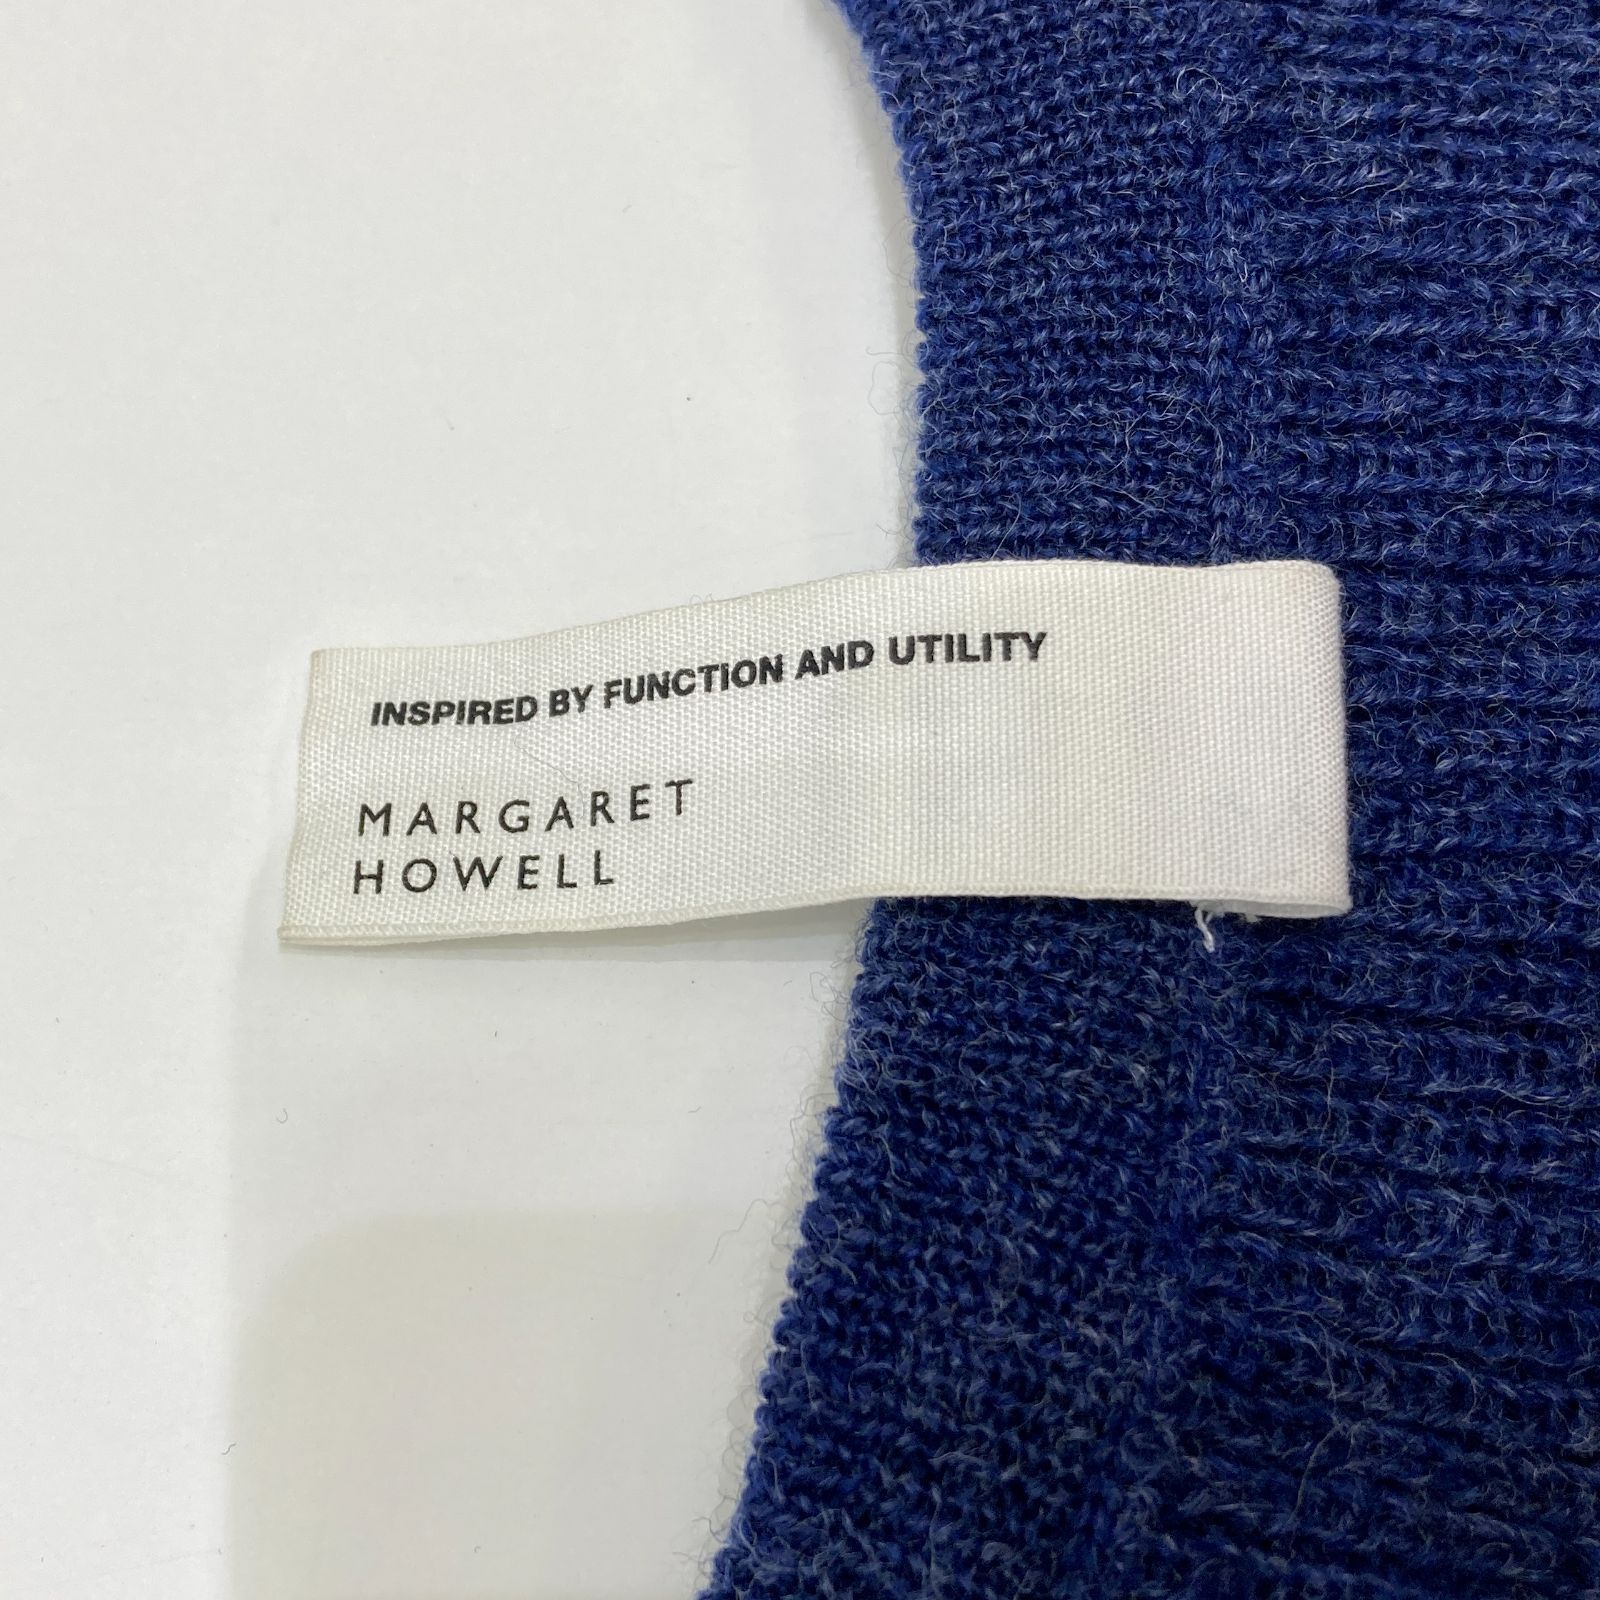 INSPIRED BY FUNCTION AND UTILITY
MARGARET
HOWELL